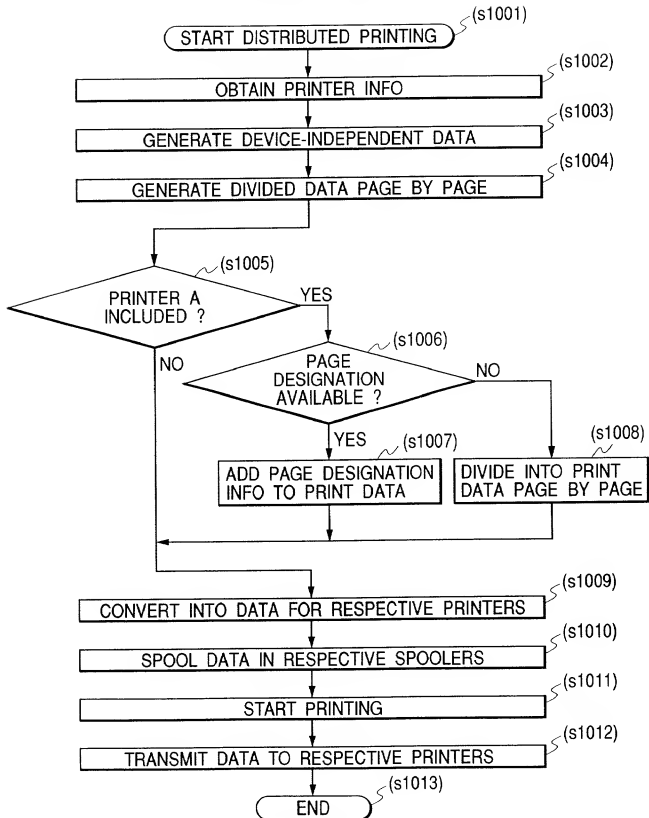 START DISTRIBUTED PRINTING
(s1001)
OBTAIN PRINTER INFO
(s1002)
GENERATE DEVICE-INDEPENDENT DATA
(s1003)
GENERATE DIVIDED DATA PAGE BY PAGE
(s1004)
PRINTER A
INCLUDED ?
(s1005)
YES
NO
PAGE
DESIGNATION
AVAILABLE ?
(s1006)
NO
YES
ADD PAGE DESIGNATION
INFO TO PRINT DATA
(s1007)
DIVIDE INTO PRINT
DATA PAGE BY PAGE
(s1008)
CONVERT INTO DATA FOR RESPECTIVE PRINTERS
(s1009)
SPOOL DATA IN RESPECTIVE SPOOLERS
(s1010)
START PRINTING
(s1011)
TRANSMIT DATA TO RESPECTIVE PRINTERS
(s1012)
END
(s1013)